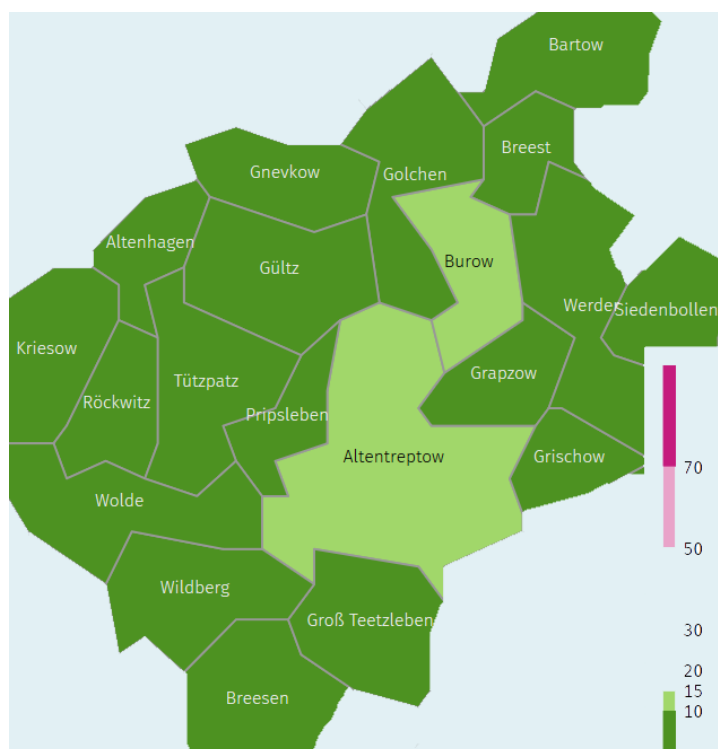 Bartow
Breest
Gnevkow
Golchen
Altenhagen
Gültz
Burow
Werder
Siedenbollen
Kriesow
Tützpatz
Grapzow
Röckwitz
Pripsleben
Altentreptow
Grischow
70
Wolde
50
Wildberg
Groß Teetzleben
30
20
Breesen
15
10